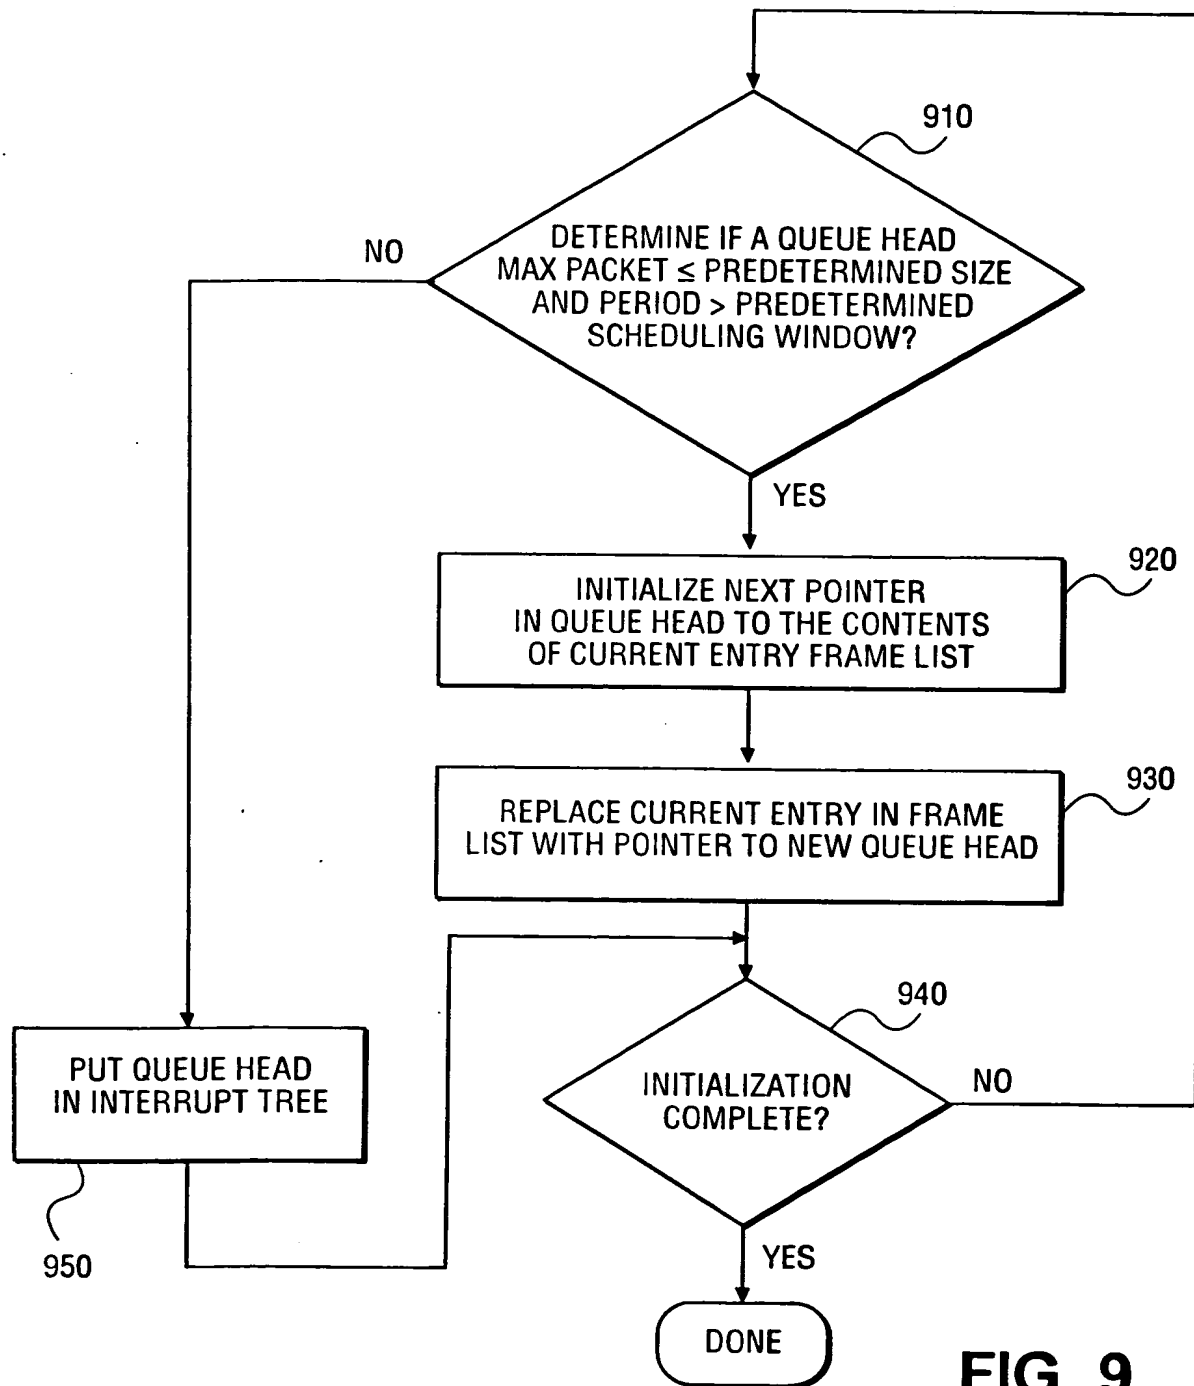 910
DETERMINE IF A QUEUE HEAD
MAX PACKET ≤ PREDETERMINED SIZE
AND PERIOD > PREDETERMINED
SCHEDULING WINDOW?
NO
YES
920
INITIALIZE NEXT POINTER
IN QUEUE HEAD TO THE CONTENTS
OF CURRENT ENTRY FRAME LIST
930
REPLACE CURRENT ENTRY IN FRAME
LIST WITH POINTER TO NEW QUEUE HEAD
940
INITIALIZATION
COMPLETE?
NO
PUT QUEUE HEAD
IN INTERRUPT TREE
950
YES
DONE
FIG. 9